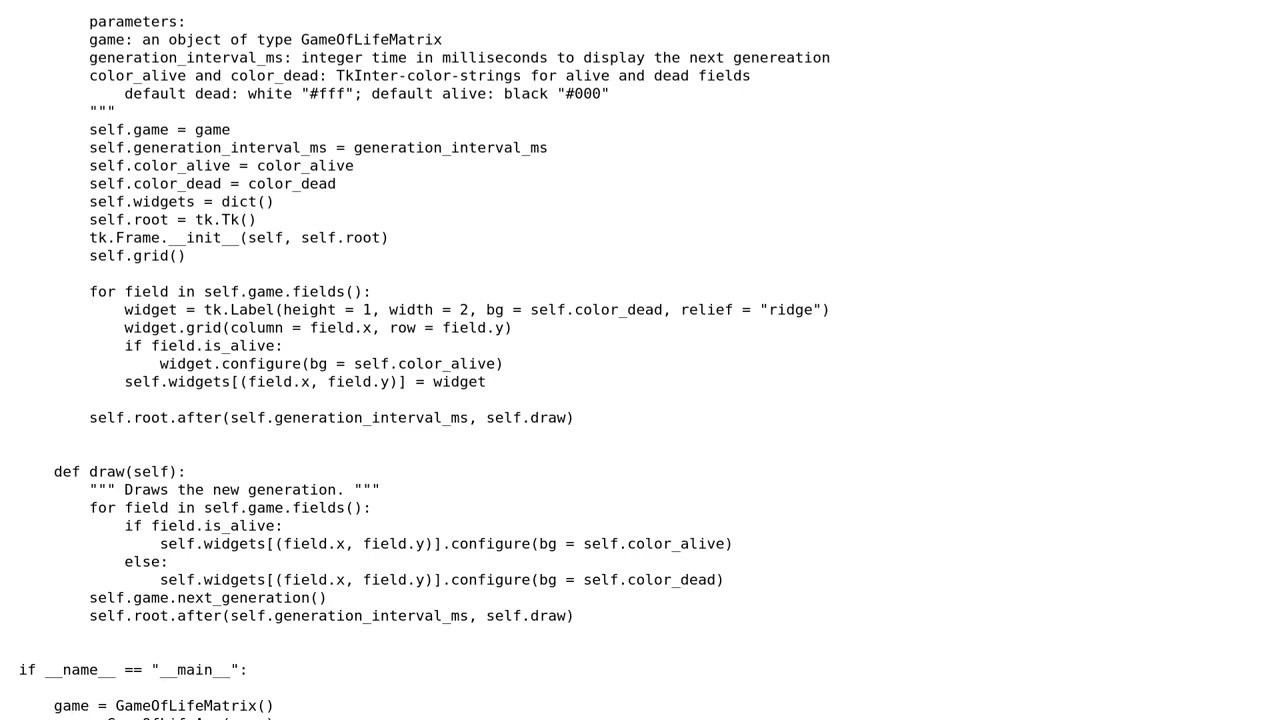 parameters:
game: an object of type GameOfLifeMatrix
generation_interval_ms: integer time in milliseconds to display the next genereation
color_alive and color_dead: TkInter-color-strings for alive and dead fields
default dead: white "#fff"; default alive: black "#000"
"""
self.game = game
self.generation_interval_ms = generation_interval_ms
self.color_alive = color_alive
self.color_dead = color_dead
self.widgets = dict()
self.root = tk.Tk()
tk.Frame.__init__(self, self.root)
self.grid()
for field in self.game.fields():
widget = tk.Label(height = 1, width = 2, bg = self.color_dead, relief = "ridge")
widget.grid(column = field.x, row = field.y)
if field.is_alive:
widget.configure(bg = self.color_alive)
self.widgets[(field.x, field.y)] = widget
self.root.after(self.generation_interval_ms, self.draw)
def draw(self):
""" Draws the new generation. """
for field in self.game.fields():
if field.is_alive:
self.widgets[(field.x, field.y)].configure(bg = self.color_alive)
else:
self.widgets[(field.x, field.y)].configure(bg = self.color_dead)
self.game.next_generation()
self.root.after(self.generation_interval_ms, self.draw)
if __name__ == "__main__":
game = GameOfLifeMatrix()